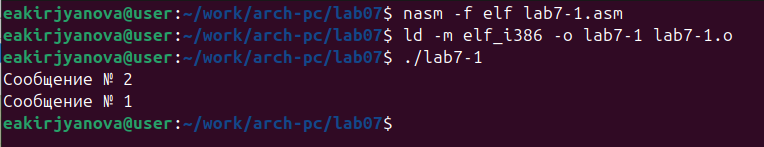 eakirjyanova@user:~/work/arch-pc/lab07$ nasm -f elf lab7-1.asm
eakirjyanova@user:~/work/arch-pc/lab07$ ld -m elf_i386 -o lab7-1 lab7-1.o
eakirjyanova@user:~/work/arch-pc/lab07$ ./lab7-1
Сообщение № 2
Сообщение № 1
eakirjyanova@user:~/work/arch-pc/lab07$